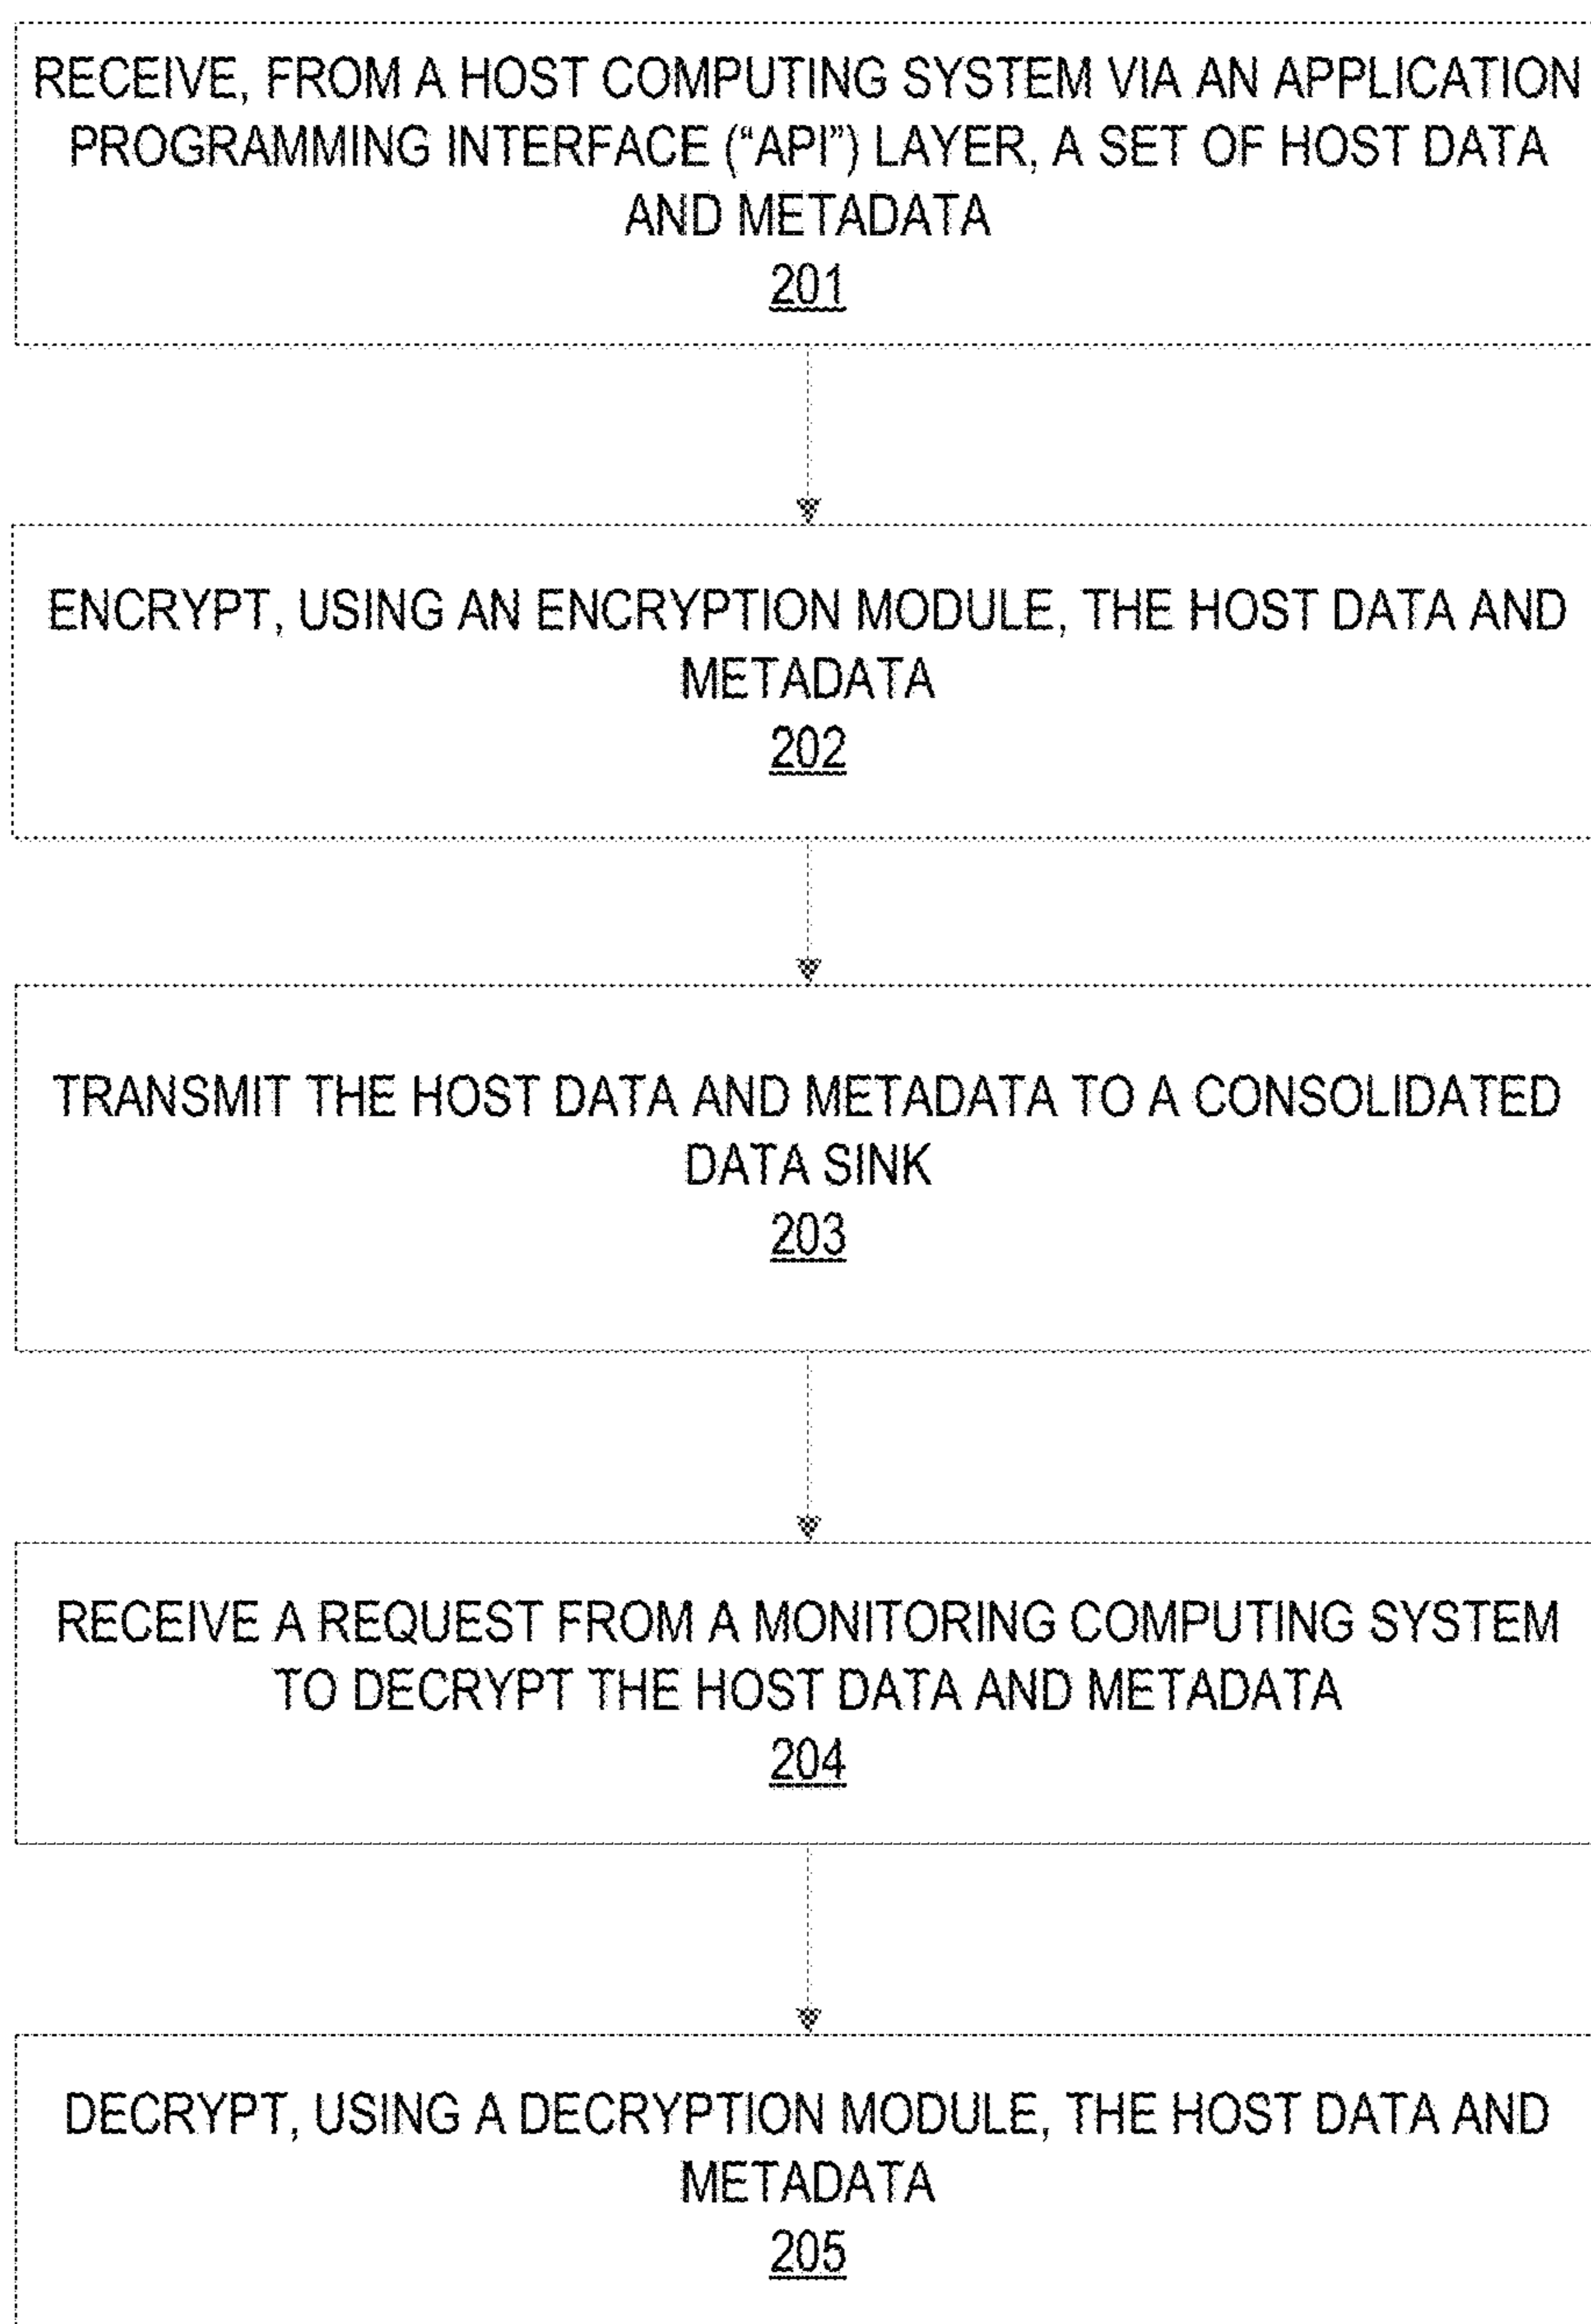 RECEIVE, FROM A HOST COMPUTING SYSTEM VIA AN APPLICATION
PROGRAMMING INTERFACE (“API”) LAYER, A SET OF HOST DATA
AND METADATA
201
ENCRYPT, USING AN ENCRYPTION MODULE, THE HOST DATA AND
METADATA
202
TRANSMIT THE HOST DATA AND METADATA TO A CONSOLIDATED
DATA SINK
203
RECEIVE A REQUEST FROM A MONITORING COMPUTING SYSTEM
TO DECRYPT THE HOST DATA AND METADATA
204
DECRYPT, USING A DECRYPTION MODULE, THE HOST DATA AND
METADATA
205